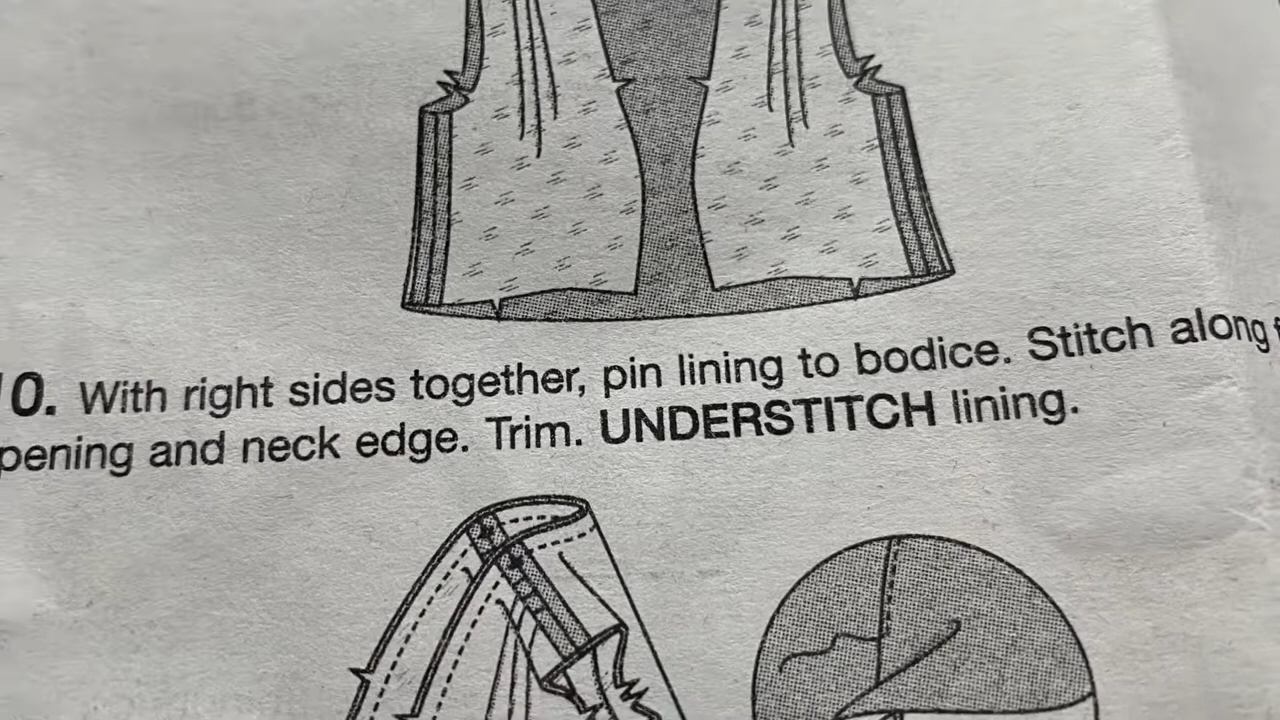 10. With right sides together, pin lining to bodice. Stitch along
pening and neck edge. Trim. UNDERSTITCH lining.